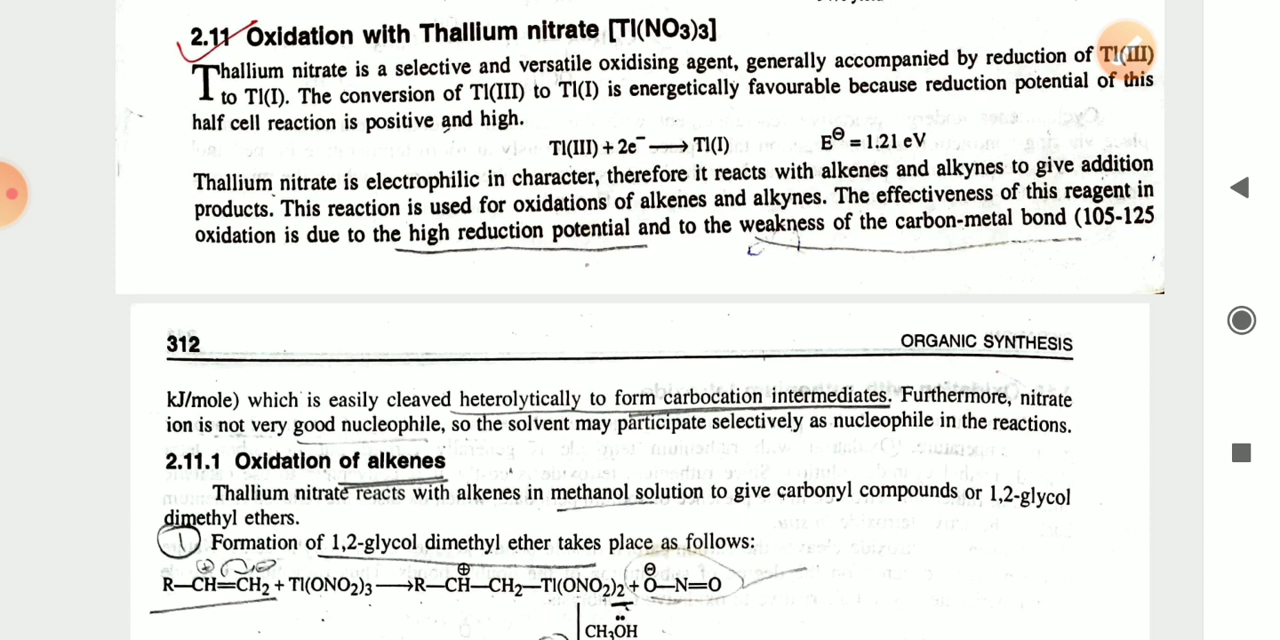 2.11 Oxidation with Thallium nitrate [Tl(NO₃)₃]
Thallium nitrate is a selective and versatile oxidising agent, generally accompanied by reduction of Tl(III)
to Tl(I). The conversion of Tl(III) to Tl(I) is energetically favourable because reduction potential of this
half cell reaction is positive and high.
Tl(III) + 2e⁻ ⟶ Tl(I) E⊖ = 1.21 eV
Thallium nitrate is electrophilic in character, therefore it reacts with alkenes and alkynes to give addition
products. This reaction is used for oxidations of alkenes and alkynes. The effectiveness of this reagent in
oxidation is due to the high reduction potential and to the weakness of the carbon-metal bond (105-125
312 ORGANIC SYNTHESIS
kJ/mole) which is easily cleaved heterolytically to form carbocation intermediates. Furthermore, nitrate
ion is not very good nucleophile, so the solvent may participate selectively as nucleophile in the reactions.
2.11.1 Oxidation of alkenes
Thallium nitrate reacts with alkenes in methanol solution to give carbonyl compounds or 1,2-glycol
dimethyl ethers.
1 Formation of 1,2-glycol dimethyl ether takes place as follows:
⊕ ⊖ ⊕ ⊖
R—CH=CH₂ + Tl(ONO₂)₃ ⟶ R—CH—CH₂—Tl(ONO₂)₂ + O—N=O
CH₃ÖH